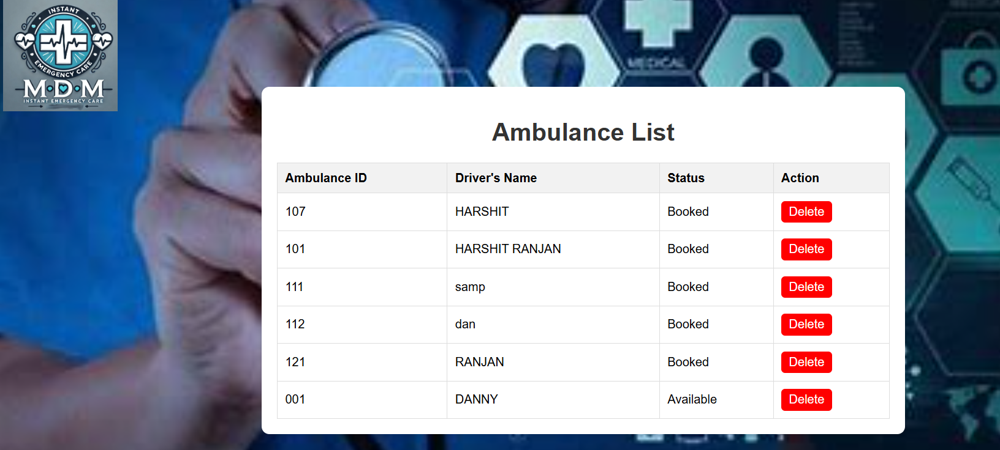 INSTANT
EMERGENCY CARE
M·D·M
INSTANT EMERGENCY CARE
MEDICAL
Ambulance List
Ambulance ID Driver's Name Status Action
107 HARSHIT Booked Delete
101 HARSHIT RANJAN Booked Delete
111 samp Booked Delete
112 dan Booked Delete
121 RANJAN Booked Delete
001 DANNY Available Delete